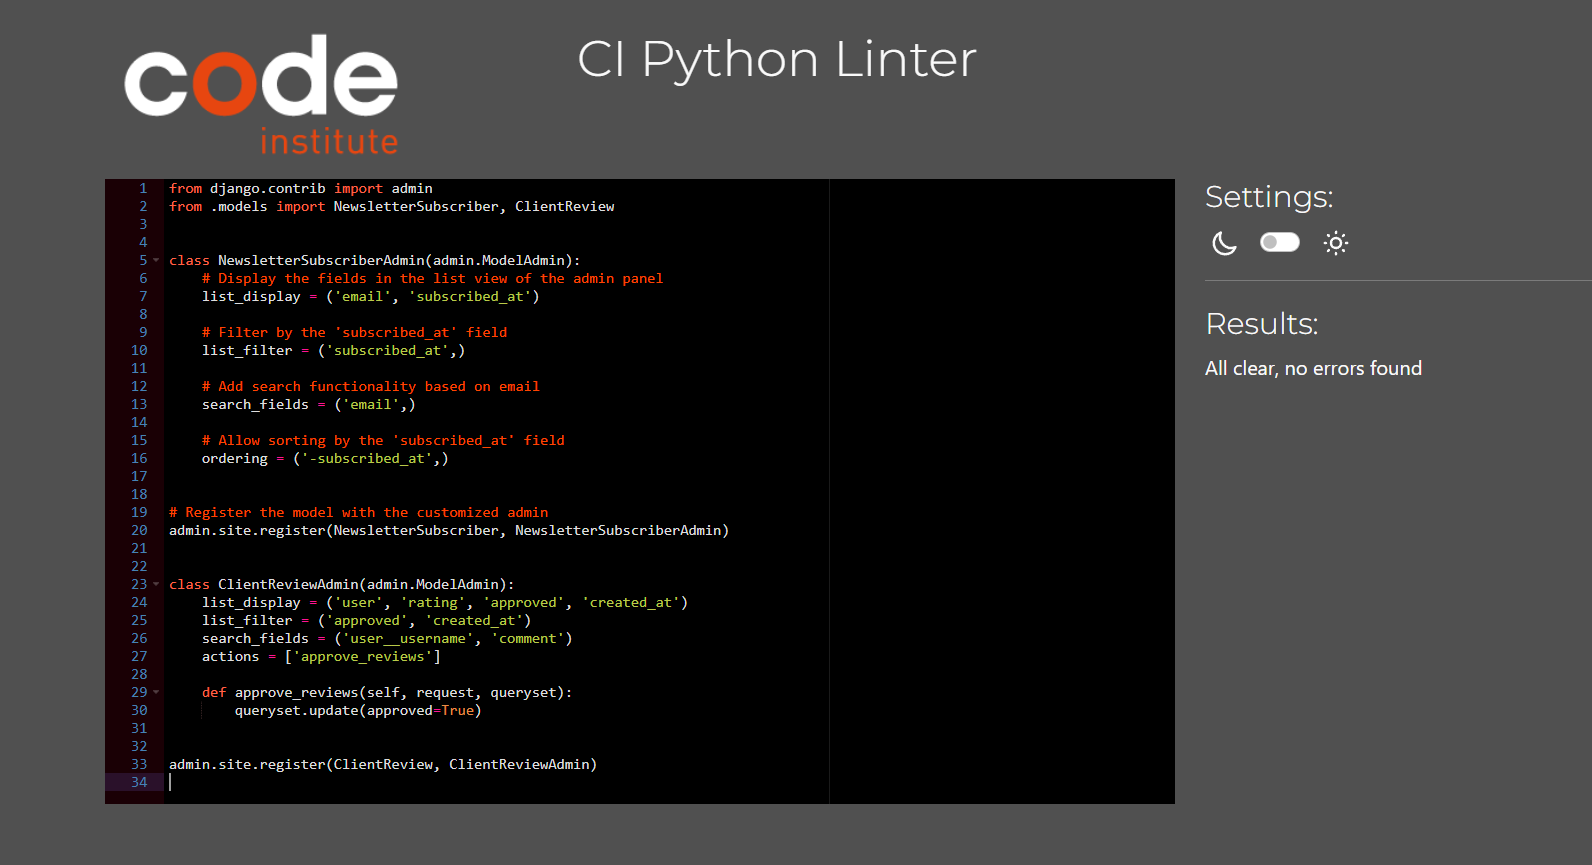 code
institute
CI Python Linter
1 from django.contrib import admin
2 from .models import NewsletterSubscriber, ClientReview
3
4
5 class NewsletterSubscriberAdmin(admin.ModelAdmin):
6     # Display the fields in the list view of the admin panel
7     list_display = ('email', 'subscribed_at')
8
9     # Filter by the 'subscribed_at' field
10     list_filter = ('subscribed_at',)
11
12     # Add search functionality based on email
13     search_fields = ('email',)
14
15     # Allow sorting by the 'subscribed_at' field
16     ordering = ('-subscribed_at',)
17
18
19 # Register the model with the customized admin
20 admin.site.register(NewsletterSubscriber, NewsletterSubscriberAdmin)
21
22
23 class ClientReviewAdmin(admin.ModelAdmin):
24     list_display = ('user', 'rating', 'approved', 'created_at')
25     list_filter = ('approved', 'created_at')
26     search_fields = ('user__username', 'comment')
27     actions = ['approve_reviews']
28
29     def approve_reviews(self, request, queryset):
30         queryset.update(approved=True)
31
32
33 admin.site.register(ClientReview, ClientReviewAdmin)
34
Settings:
Results:
All clear, no errors found